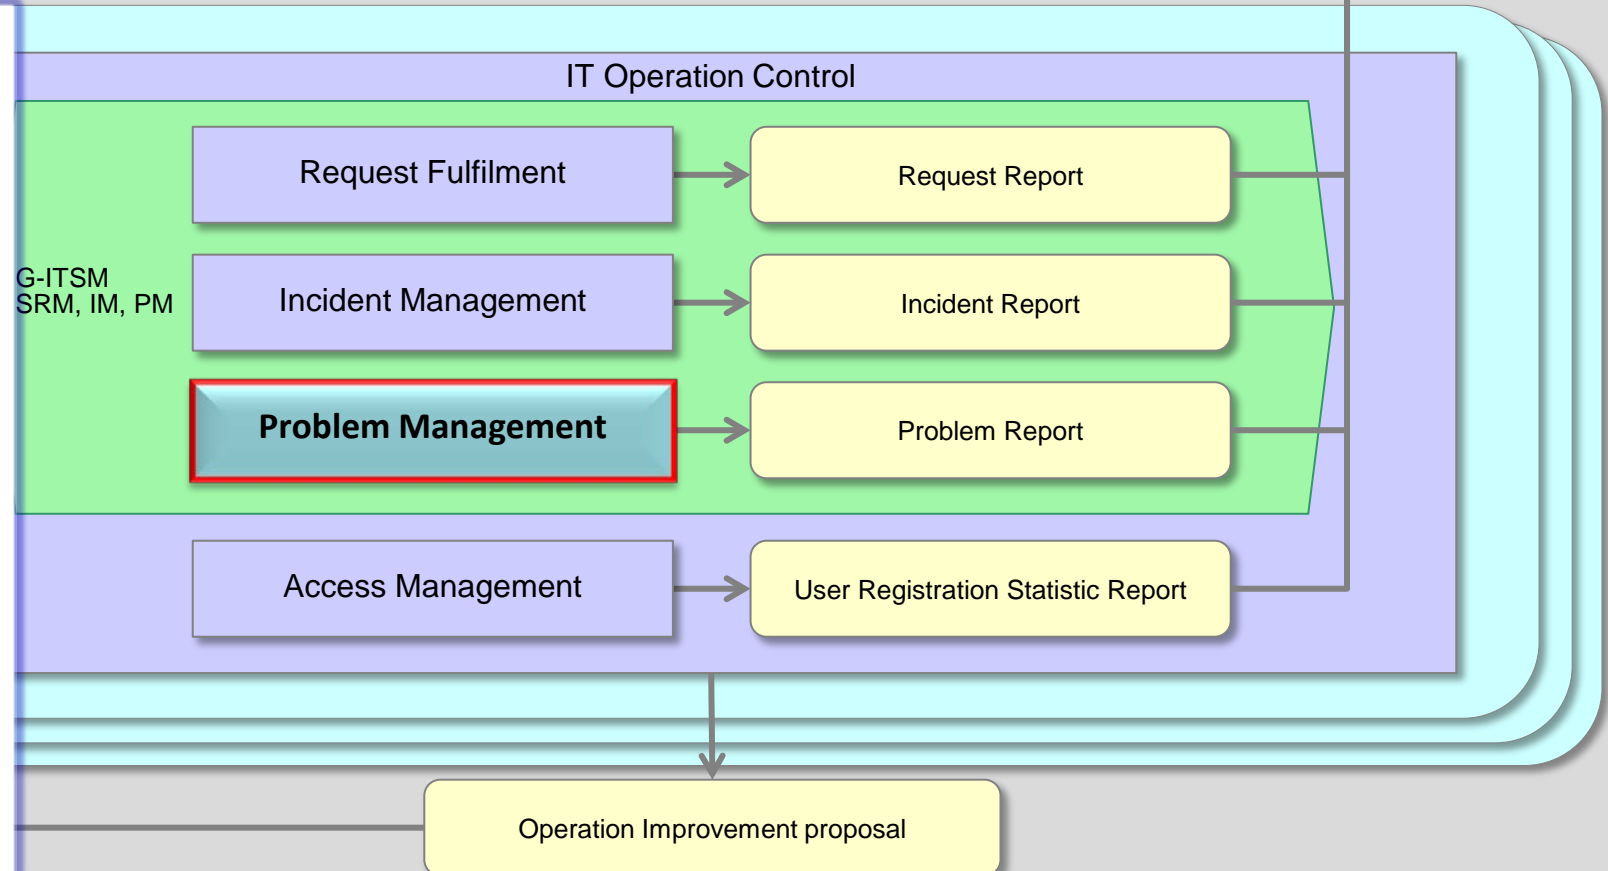 IT Operation Control
Request Fulfilment
Request Report
G-ITSM
SRM, IM, PM
Incident Management
Incident Report
Problem Management
Problem Report
Access Management
User Registration Statistic Report
Operation Improvement proposal